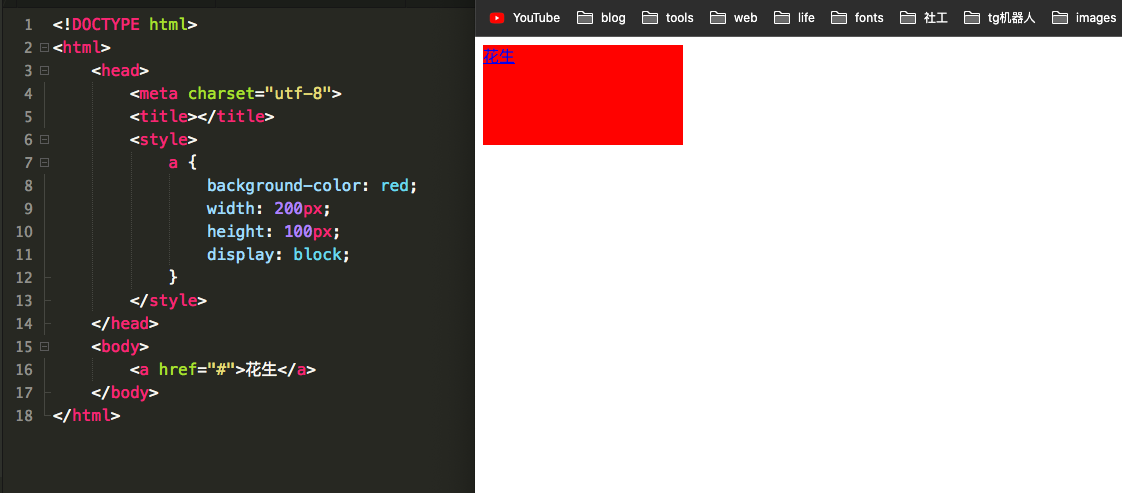 1 <!DOCTYPE html>
2 <html>
3 <head>
4 <meta charset="utf-8">
5 <title></title>
6 <style>
7 a {
8 background-color: red;
9 width: 200px;
10 height: 100px;
11 display: block;
12 }
13 </style>
14 </head>
15 <body>
16 <a href="#">花生</a>
17 </body>
18 </html>
YouTube blog tools web life fonts 社工 tg机器人 images
花生